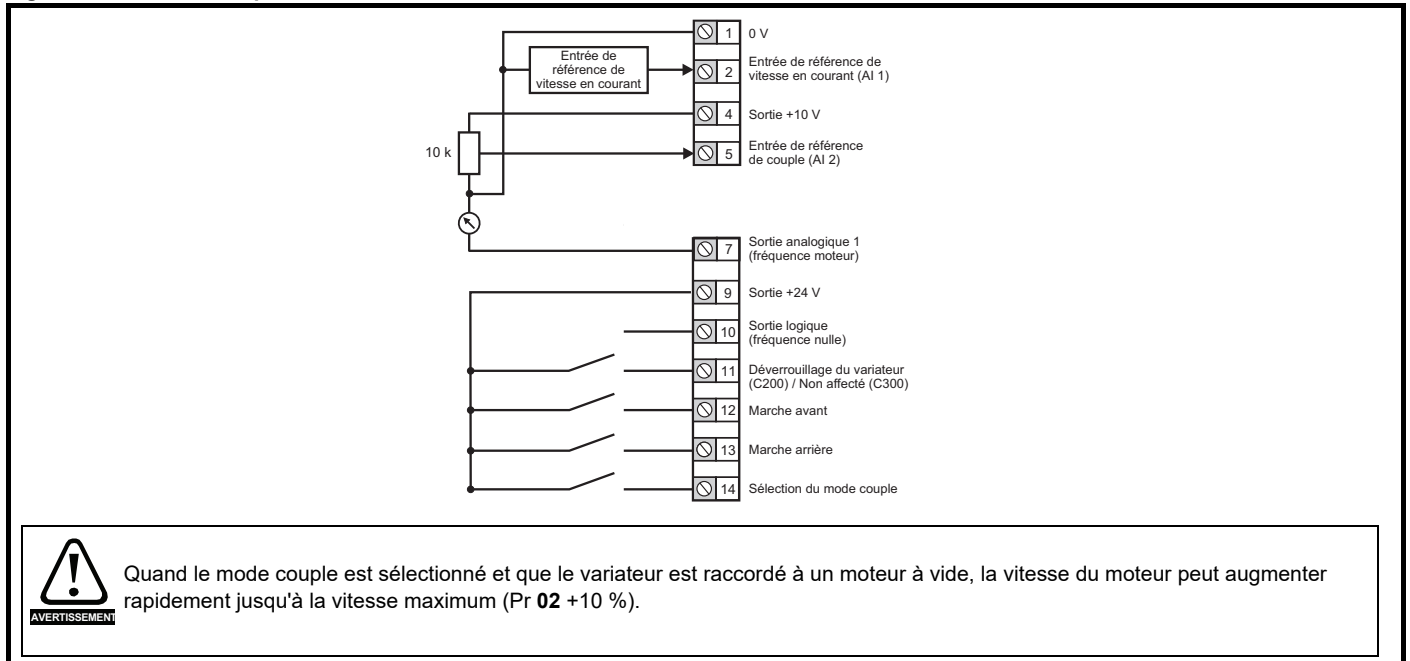 1 0 V
Entrée de
référence de
vitesse en courant
2 Entrée de référence de
vitesse en courant (AI 1)
4 Sortie +10 V
10 k
5 Entrée de référence
de couple (AI 2)
7 Sortie analogique 1
(fréquence moteur)
9 Sortie +24 V
10 Sortie logique
(fréquence nulle)
11 Déverrouillage du variateur
(C200) / Non affecté (C300)
12 Marche avant
13 Marche arrière
14 Sélection du mode couple
AVERTISSEMENT
Quand le mode couple est sélectionné et que le variateur est raccordé à un moteur à vide, la vitesse du moteur peut augmenter
rapidement jusqu'à la vitesse maximum (Pr 02 +10 %).